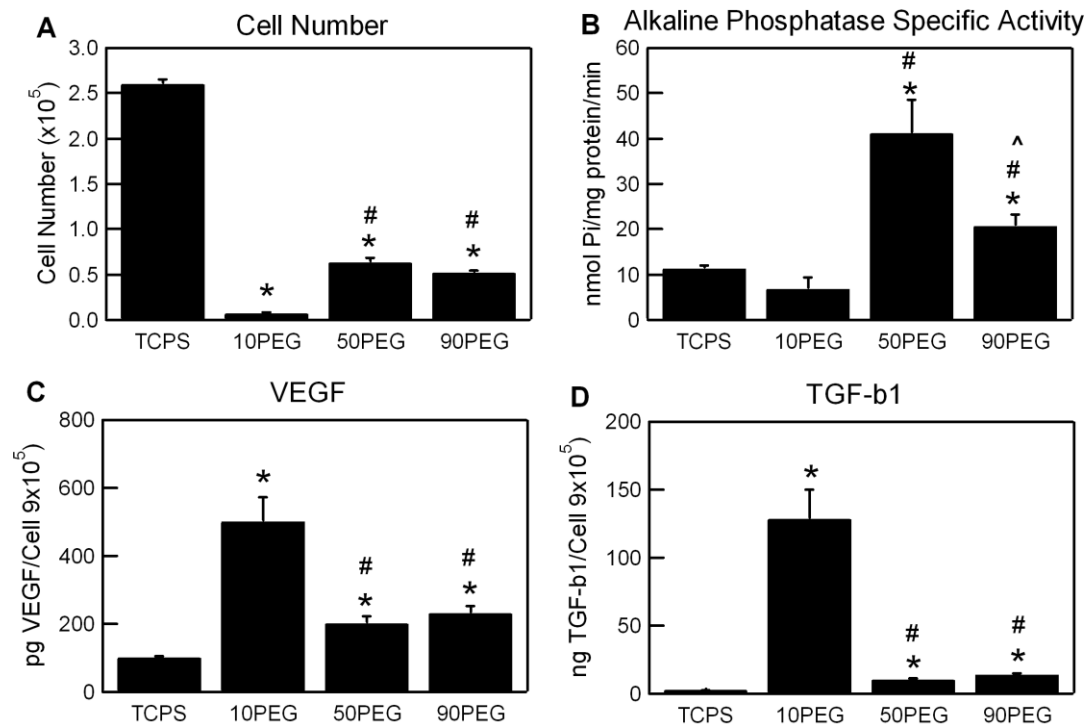 A
Cell Number
Cell Number (x10⁵)
3.0
2.5
2.0
1.5
1.0
0.5
0.0
*
#
*
#
*
TCPS 10PEG 50PEG 90PEG
B
Alkaline Phosphatase Specific Activity
nmol Pi/mg protein/min
60
50
40
30
20
10
0
#
*
^
#
*
TCPS 10PEG 50PEG 90PEG
C
VEGF
pg VEGF/Cell 9x10⁵)
800
600
400
200
0
*
#
*
#
*
TCPS 10PEG 50PEG 90PEG
D
TGF-b1
ng TGF-b1/Cell 9x10⁵)
200
150
100
50
0
*
#
*
#
*
TCPS 10PEG 50PEG 90PEG